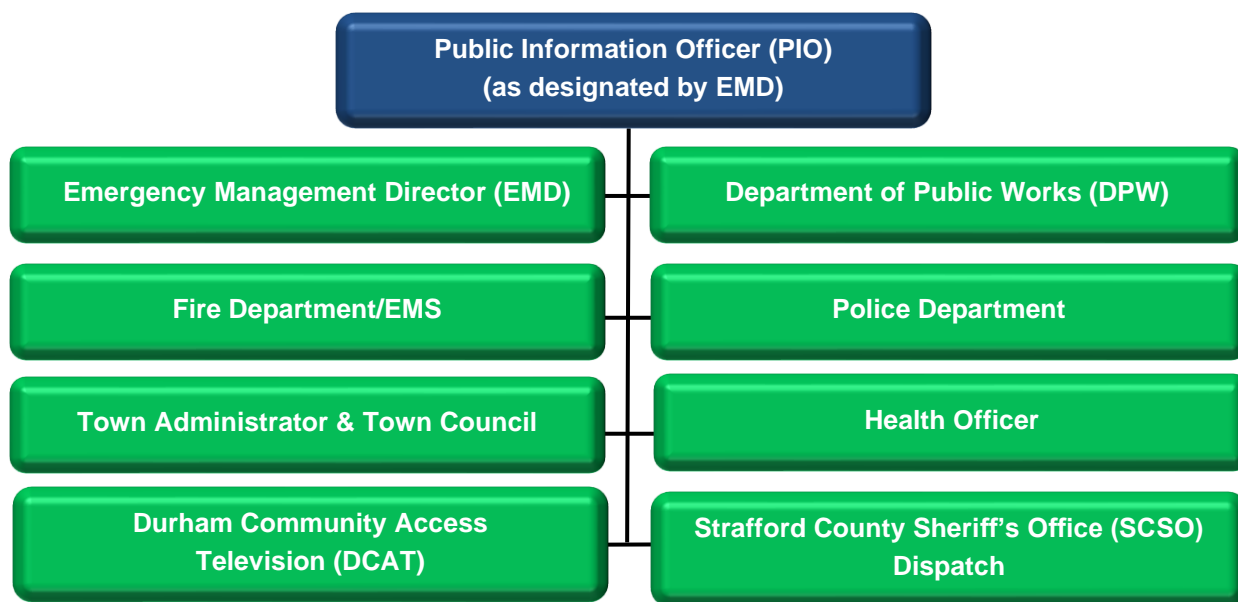 Public Information Officer (PIO)
(as designated by EMD)
Emergency Management Director (EMD)
Department of Public Works (DPW)
Fire Department/EMS
Police Department
Town Administrator & Town Council
Health Officer
Durham Community Access
Television (DCAT)
Strafford County Sheriff’s Office (SCSO)
Dispatch